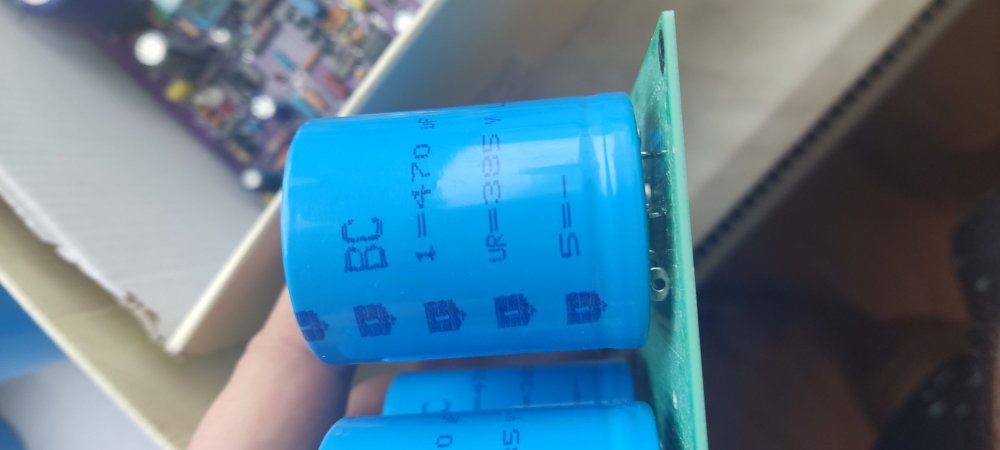 BC
1=470 uF
UR=385 V
S=-